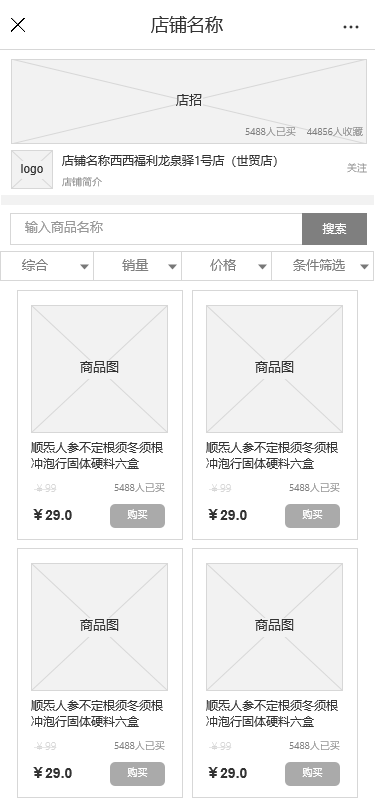 店铺名称
店招
5488人已买 44856人收藏
logo
店铺名称西西福利龙泉驿1号店（世贸店）
关注
店铺简介
输入商品名称
搜索
综合 销量 价格 条件筛选
商品图 商品图
顺炁人参不定根须冬须根 顺炁人参不定根须冬须根
冲泡行固体硬料六盒 冲泡行固体硬料六盒
￥99 5488人已买 ￥99 5488人已买
￥29.0 购买 ￥29.0 购买
商品图 商品图
顺炁人参不定根须冬须根 顺炁人参不定根须冬须根
冲泡行固体硬料六盒 冲泡行固体硬料六盒
￥99 5488人已买 ￥99 5488人已买
￥29.0 购买 ￥29.0 购买